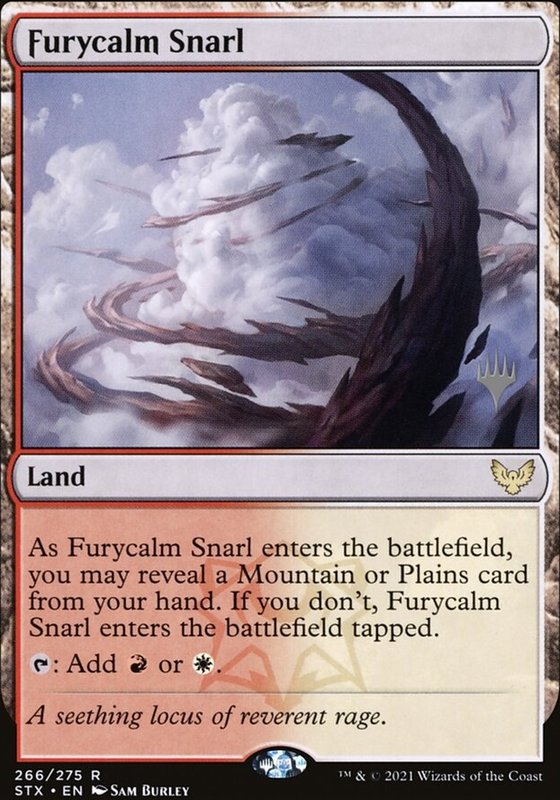 Furycalm Snarl
Land
As Furycalm Snarl enters the battlefield,
you may reveal a Mountain or Plains card
from your hand. If you don't, Furycalm
Snarl enters the battlefield tapped.
: Add or .
A seething locus of reverent rage.
266/275 R
STX • EN Sam Burley
™ & © 2021 Wizards of the Coast